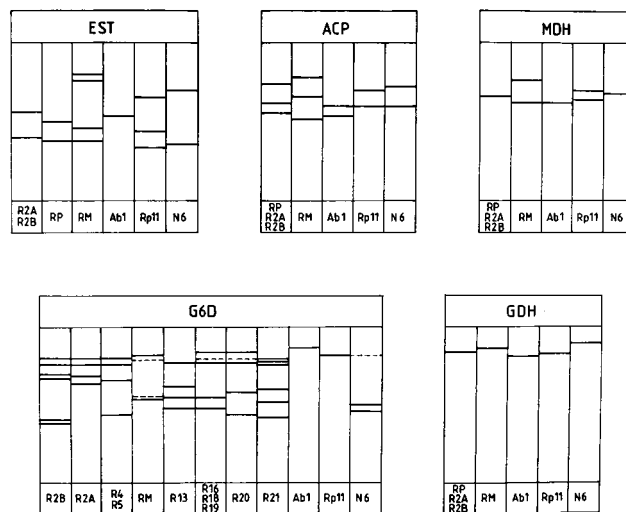 EST
R2A
R2B
RP
RM
Ab1
Rp11
N6
ACP
RP
R2A
R2B
RM
Ab1
Rp11
N6
MDH
RP
R2A
R2B
RM
Ab1
Rp11
N6
G6D
R2B
R2A
R4
R5
RM
R13
R16
R18
R19
R20
R21
Ab1
Rp11
N6
GDH
RP
R2A
R2B
RM
Ab1
Rp11
N6